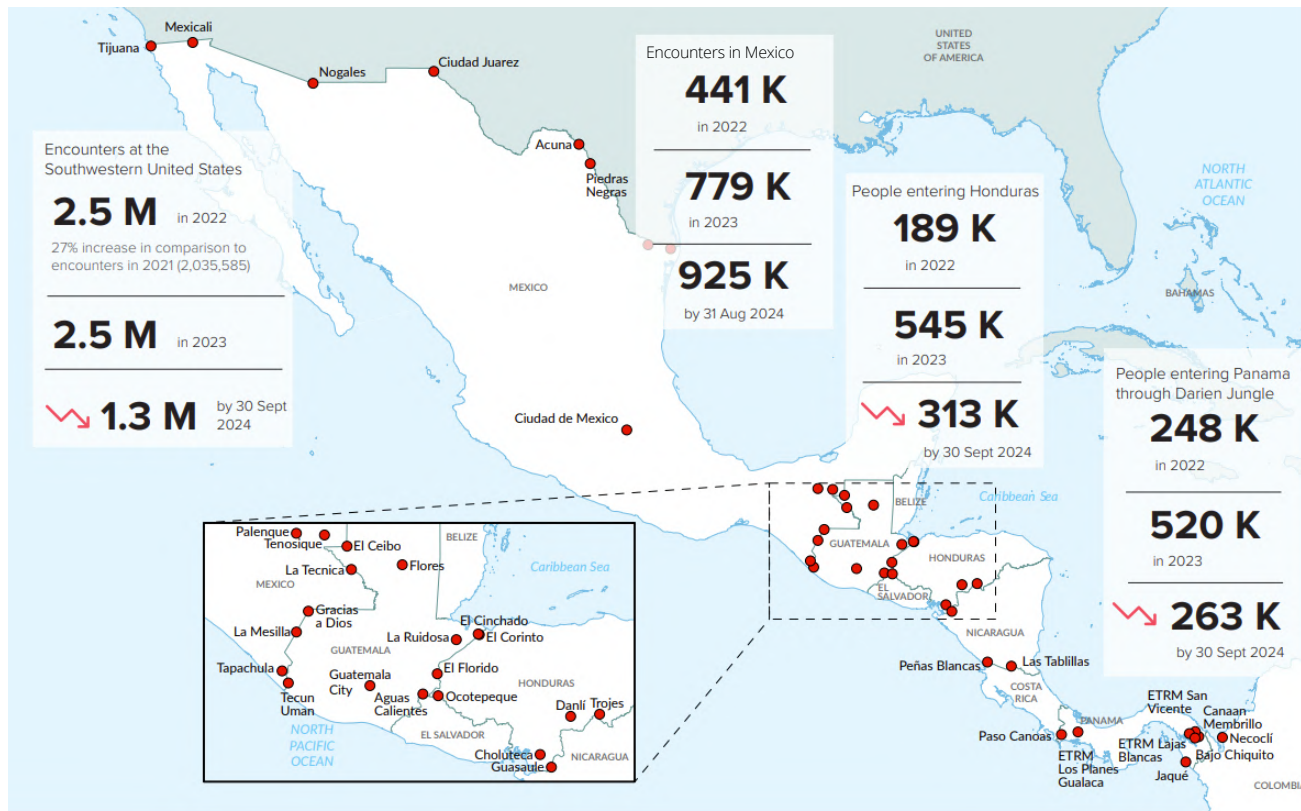 Mexicali
Tijuana
Nogales
Ciudad Juarez
UNITED
STATES
OF AMERICA
Encounters in Mexico
441 K
in 2022
779 K
in 2023
925 K
by 31 Aug 2024
Encounters at the
Southwestern United States
2.5 M in 2022
27% increase in comparison to
encounters in 2021 (2,035,585)
2.5 M in 2023
1.3 M by 30 Sept
2024
Acuna
Piedras
Negras
MEXICO
Ciudad de Mexico
NORTH
ATLANTIC
OCEAN
BAHAMAS
People entering Honduras
189 K
in 2022
545 K
in 2023
313 K
by 30 Sept 2024
People entering Panama
through Darien Jungle
248 K
in 2022
520 K
in 2023
263 K
by 30 Sept 2024
BELIZE
Caribbean Sea
GUATEMALA
HONDURAS
EL
SALVADOR
NICARAGUA
Peñas Blancas
Las Tablillas
COSTA
RICA
PANAMA
Paso Canoas
ETRM
Los Planes
Gualaca
ETRM San
Vicente
Canaan
Membrillo
Necoclí
ETRM Lajas
Blancas
Bajo Chiquito
Jaqué
COLOMBIA
Palenque
Tenosique
El Ceibo
BELIZE
La Tecnica
Flores
MEXICO
Caribbean Sea
Gracias
a Dios
La Mesilla
El Cinchado
La Ruidosa
El Corinto
GUATEMALA
Tapachula
Guatemala
City
El Florido
HONDURAS
Tecun
Uman
Aguas
Calientes
Ocotepeque
Danlí
Trojes
NORTH
PACIFIC
OCEAN
EL SALVADOR
Choluteca
Guasaule
NICARAGUA